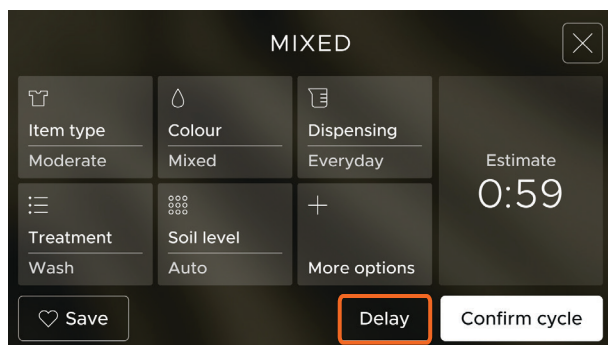 MIXED
Item type
Moderate
Colour
Mixed
Dispensing
Everyday
Estimate
0:59
Treatment
Wash
Soil level
Auto
More options
Save
Delay
Confirm cycle